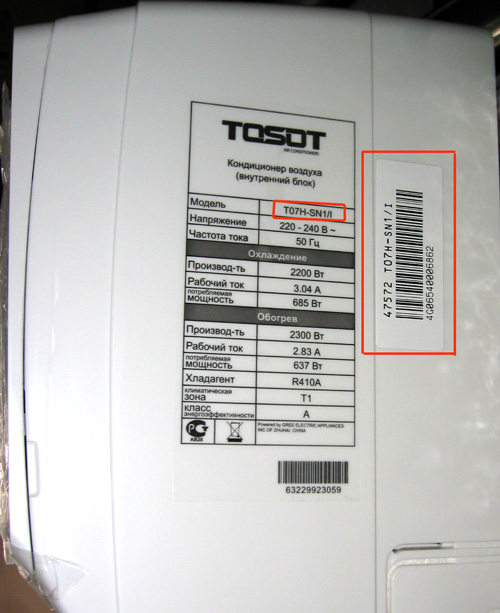 TOSOT
AIR CONDITIONERS
Кондиционер воздуха
(внутренний блок)
Модель T07H-SN1/I
Напряжение 220 - 240 В ~
Частота тока 50 Гц
Охлаждение
Производ-ть 2200 Вт
Рабочий ток 3.04 А
потребляемая мощность 685 Вт
Обогрев
Производ-ть 2300 Вт
Рабочий ток 2.83 А
потребляемая мощность 637 Вт
Хладагент R410A
климатическая зона T1
класс энергоэффективности A
Powered by GREE ELECTRIC APPLIANCES
INC OF ZHUHAI CHINA
АВ28
63229923059
47572 T07H-SN1/I
4G06540006862